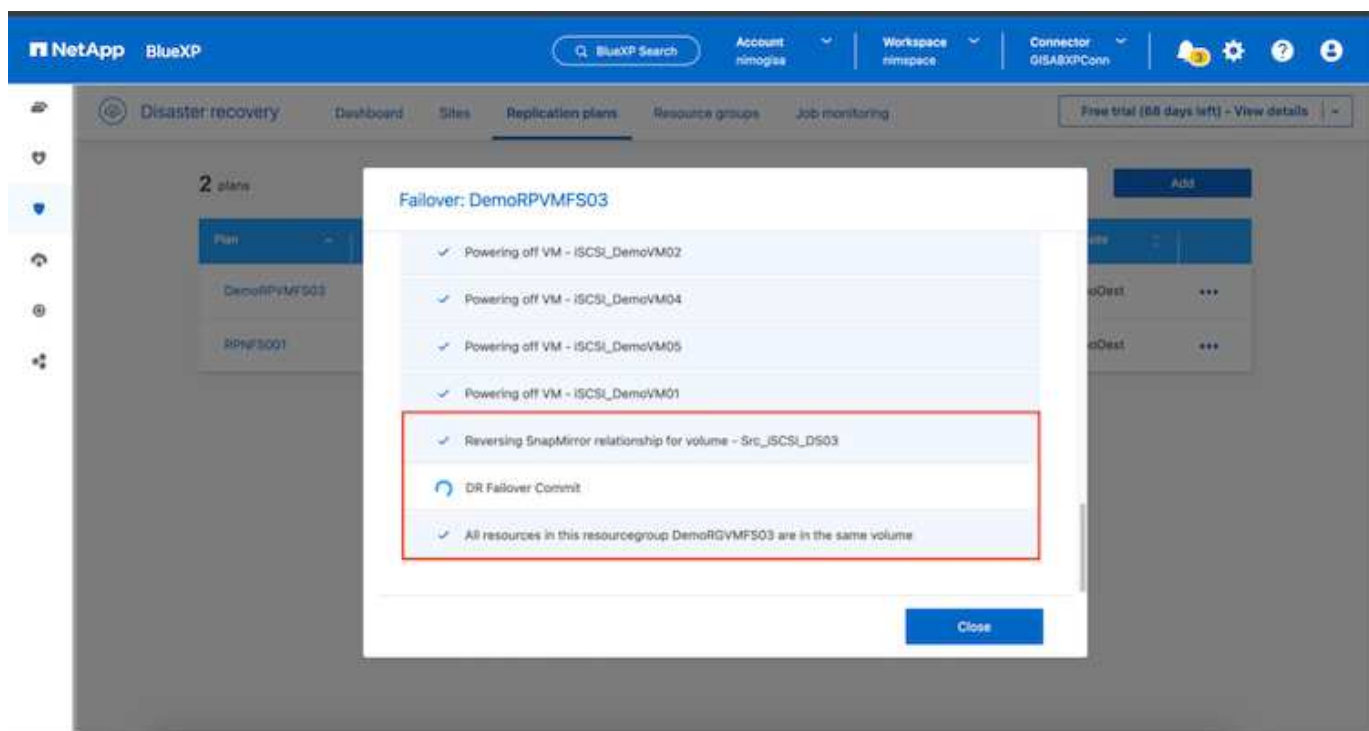 NetApp BlueXP
BlueXP Search
Account
nimogisa
Workspace
nimspace
Connector
GISABXPConn
3
Disaster recovery
Dashboard
Sites
Replication plans
Resource groups
Job monitoring
Free trial (68 days left) - View details
2 plans
Add
Failover: DemoRPVMFS03
Plan
DemoRPVMFS03
RPNFS001
Powering off VM - iSCSI_DemoVM02
Powering off VM - iSCSI_DemoVM04
Powering off VM - iSCSI_DemoVM05
Powering off VM - iSCSI_DemoVM01
Reversing SnapMirror relationship for volume - Src_iSCSI_DS03
DR Failover Commit
All resources in this resourcegroup DemoRGVMFS03 are in the same volume
Close